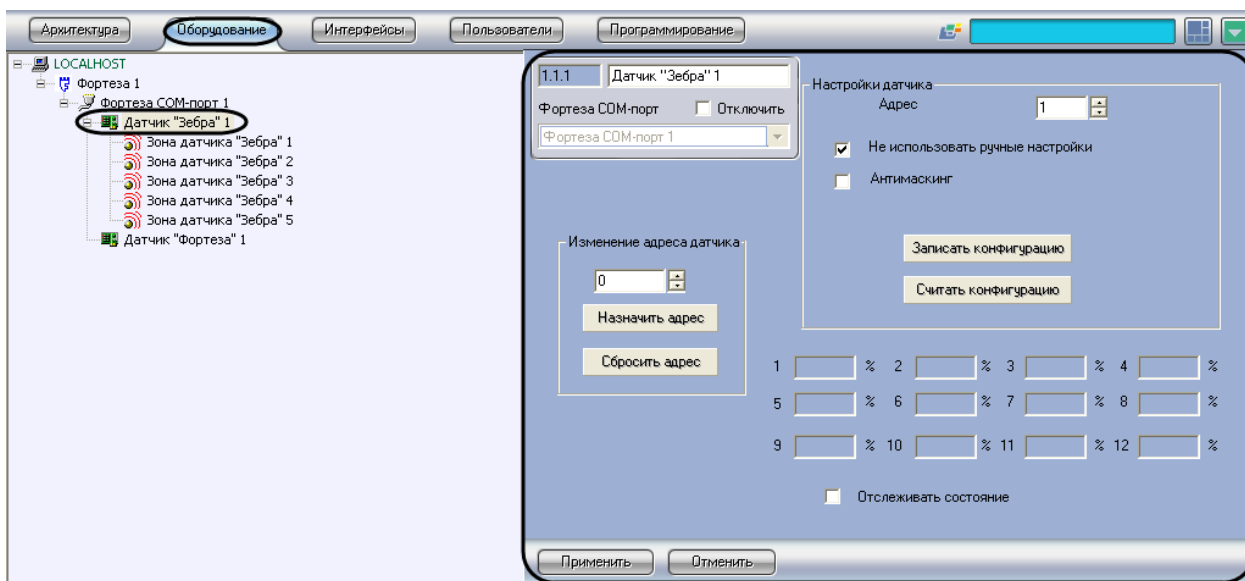 Архитектура Оборудование Интерфейсы Пользователи Программирование
LOCALHOST
Фортеза 1
Фортеза COM-порт 1
Датчик "Зебра" 1
Зона датчика "Зебра" 1
Зона датчика "Зебра" 2
Зона датчика "Зебра" 3
Зона датчика "Зебра" 4
Зона датчика "Зебра" 5
Датчик "Фортеза" 1
1.1.1 Датчик "Зебра" 1
Фортеза COM-порт Отключить
Фортеза COM-порт 1
Настройки датчика
Адрес 1
Не использовать ручные настройки
Антимаскинг
Записать конфигурацию
Считать конфигурацию
Изменение адреса датчика
0
Назначить адрес
Сбросить адрес
1 % 2 % 3 % 4 %
5 % 6 % 7 % 8 %
9 % 10 % 11 % 12 %
Отслеживать состояние
Применить Отменить